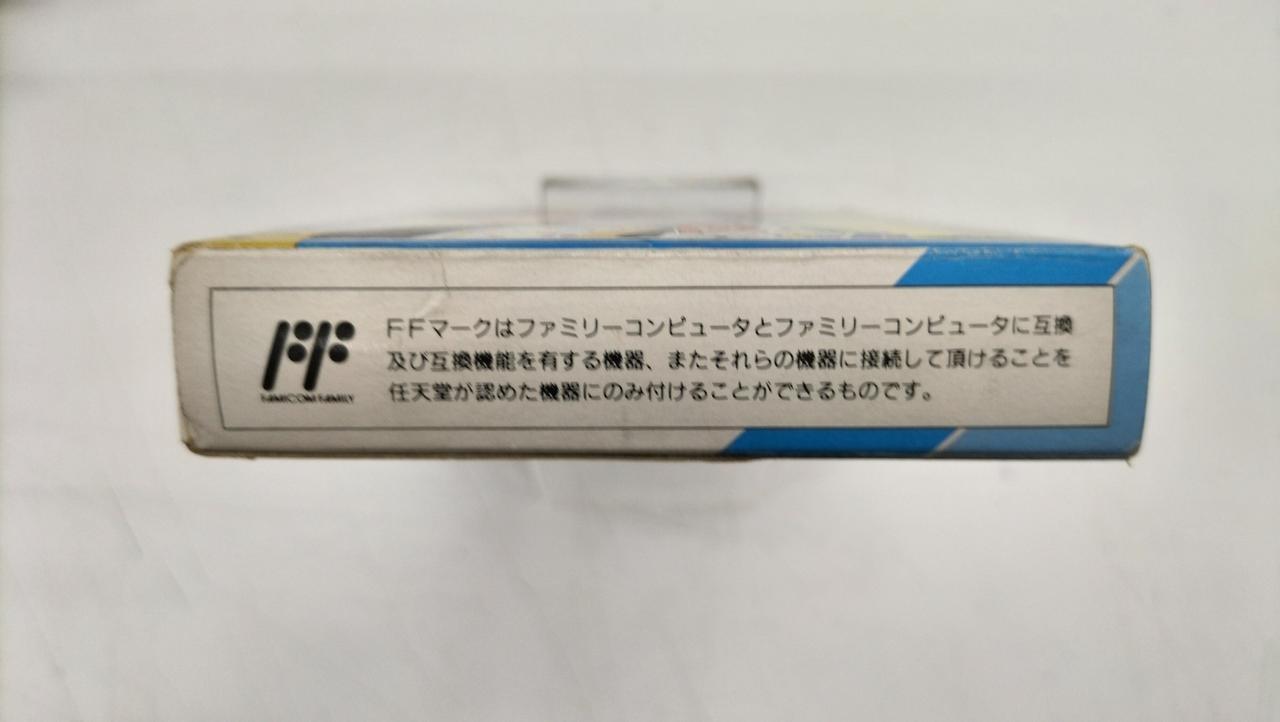 FFマークはファミリーコンピュータとファミリーコンピュータに互換
及び互換機能を有する機器、またそれらの機器に接続して頂けることを
任天堂が認めた機器にのみ付けることができるものです。
FF
FAMICOM FAMILY